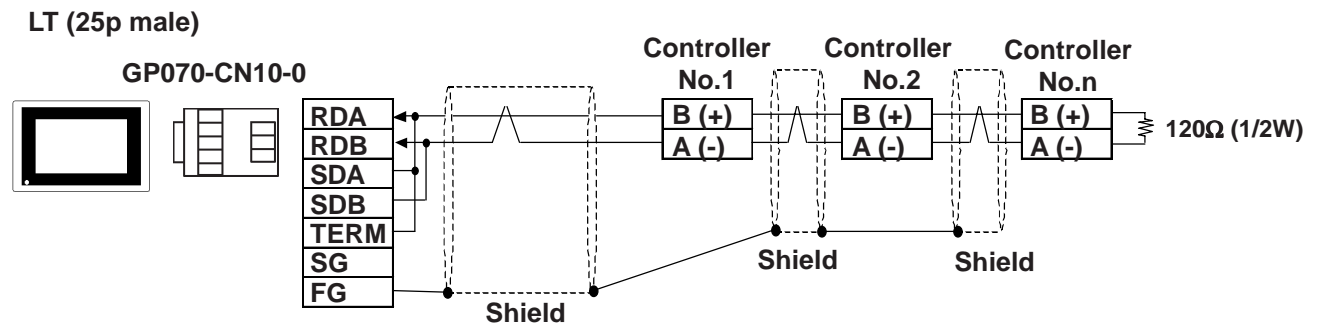 LT (25p male)
GP070-CN10-0
RDA
RDB
SDA
SDB
TERM
SG
FG
Shield
Controller
No.1
B (+)
A (-)
Shield
Controller
No.2
B (+)
A (-)
Shield
Controller
No.n
B (+)
A (-)
120Ω (1/2W)